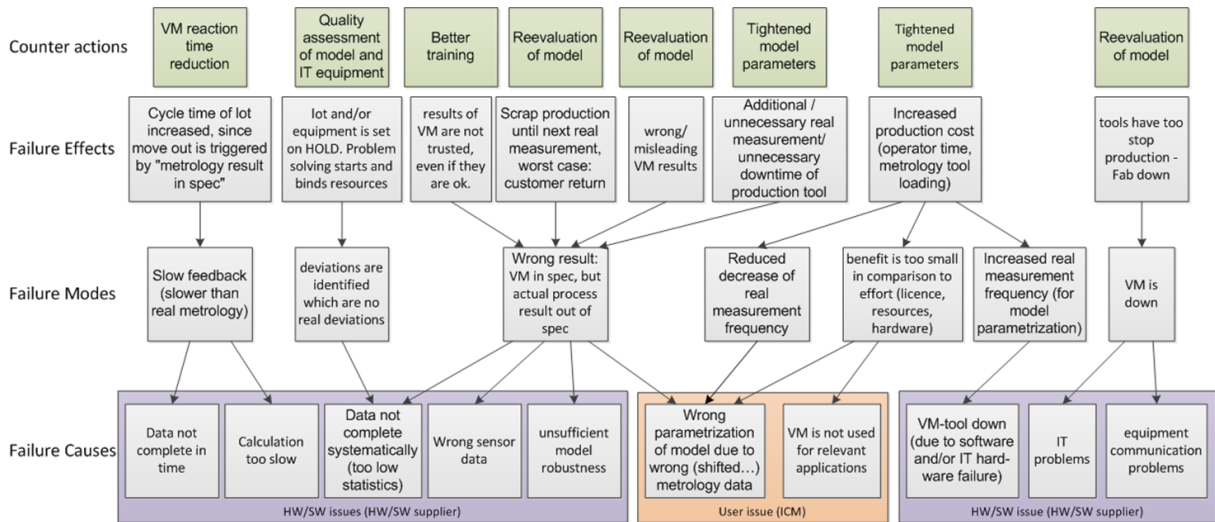 Counter actions
VM reaction
time
reduction
Quality
assessment
of model and
IT equipment
Better
training
Reevaluation
of model
Reevaluation
of model
Tightened
model
parameters
Tightened
model
parameters
Reevaluation
of model
Failure Effects
Cycle time of lot
increased, since
move out is triggered
by "metrology result
in spec"
lot and/or
equipment is set
on HOLD. Problem
solving starts and
binds resources
results of
VM are not
trusted,
even if they
are ok.
Scrap production
until next real
measurement,
worst case:
customer return
wrong/
misleading
VM results
Additional /
unnecessary real
measurement/
unnecessary
downtime of
production tool
Increased
production cost
(operator time,
metrology tool
loading)
tools have too
stop
production -
Fab down
Failure Modes
Slow feedback
(slower than
real metrology)
deviations are
identified
which are no
real deviations
Wrong result:
VM in spec, but
actual process
result out of
spec
Reduced
decrease of
real
measurement
frequency
benefit is too small
in comparison to
effort (licence,
resources,
hardware)
Increased real
measurement
frequency (for
model
parametrization)
VM is
down
Failure Causes
Data not
complete in
time
Calculation
too slow
Data not
complete
systematically
(too low
statistics)
Wrong sensor
data
unsufficient
model
robustness
Wrong
parametrization
of model due to
wrong (shifted...)
metrology data
VM is not used
for relevant
applications
VM-tool down
(due to software
and/or IT hard-
ware failure)
IT
problems
equipment
communication
problems
HW/SW issues (HW/SW supplier)
User issue (ICM)
HW/SW issue (HW/SW supplier)